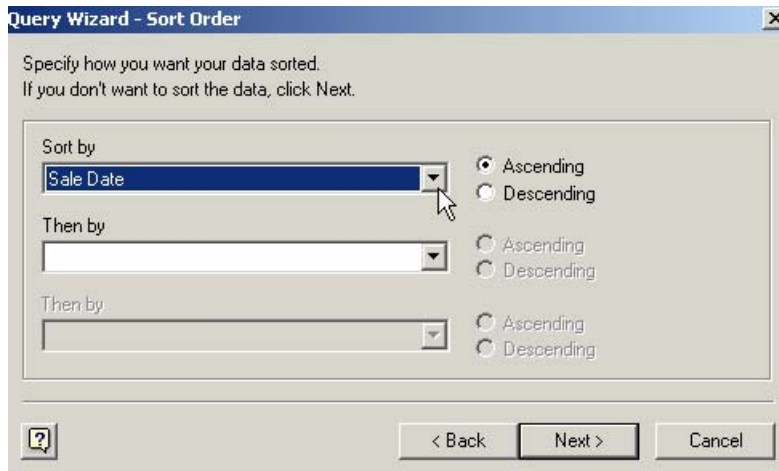 Query Wizard - Sort Order
Specify how you want your data sorted.
If you don't want to sort the data, click Next.
Sort by
Sale Date
Ascending
Descending
Then by
Ascending
Descending
Then by
Ascending
Descending
?
< Back
Next >
Cancel